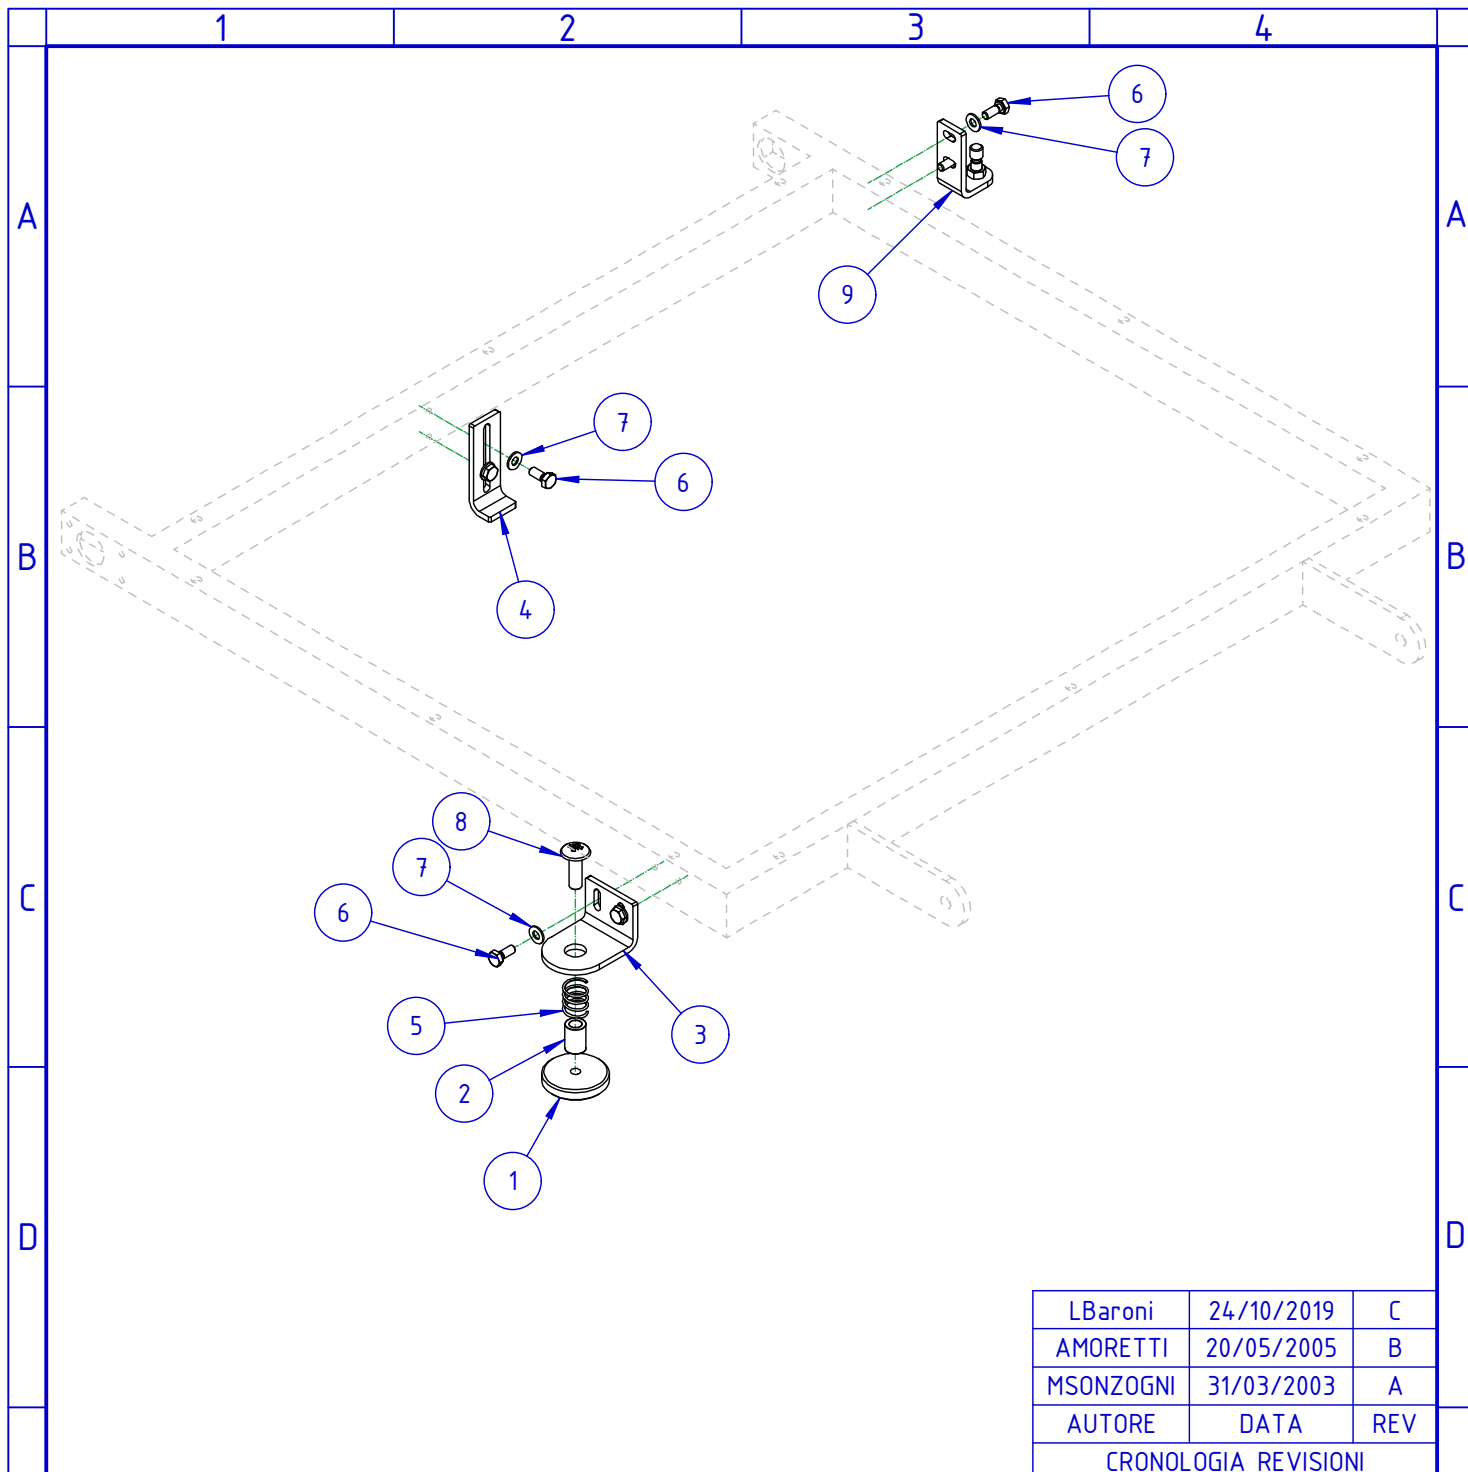 1 2 3 4
6
7
A A
9
7
6
B B
4
8
7
6
C C
5
3
2
1
D D
LBaroni 24/10/2019 C
AMORETTI 20/05/2005 B
MSONZOGNI 31/03/2003 A
AUTORE DATA REV
CRONOLOGIA REVISIONI